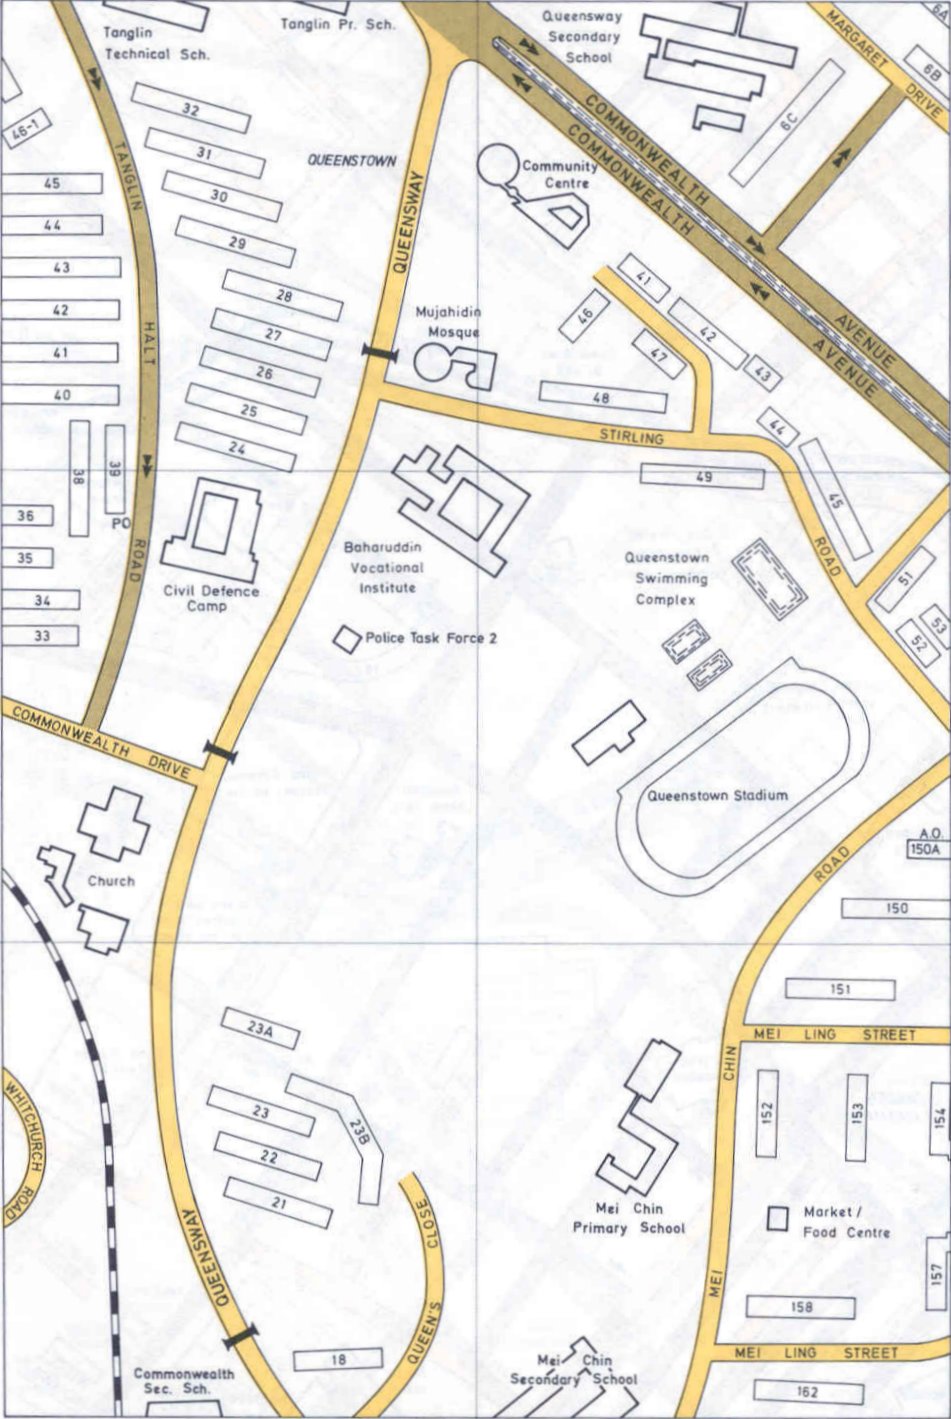 Tanglin
Technical Sch.
Tanglin Pr. Sch.
Queensway
Secondary
School
MARGARET DRIVE
6A
6B
6C
46-1
32
31
30
29
28
27
26
25
24
QUEENSTOWN
QUEENSWAY
TANGLIN HALT ROAD
COMMONWEALTH AVENUE
COMMONWEALTH AVENUE
Community
Centre
45
44
43
42
41
40
38
39
PO
36
35
34
33
Mujahidin
Mosque
41
46
42
47
43
48
44
STIRLING ROAD
49
45
51
53
52
Civil Defence
Camp
Baharuddin
Vocational
Institute
Police Task Force 2
Queenstown
Swimming
Complex
COMMONWEALTH DRIVE
Queenstown Stadium
Church
A.O.
150A
150
MEI CHIN ROAD
151
MEI LING STREET
23A
23
23B
22
21
WHITCHURCH ROAD
QUEENSWAY
QUEEN'S CLOSE
152
153
154
Mei Chin
Primary School
Market /
Food Centre
157
158
18
MEI LING STREET
Commonwealth
Sec. Sch.
Mei Chin
Secondary School
162